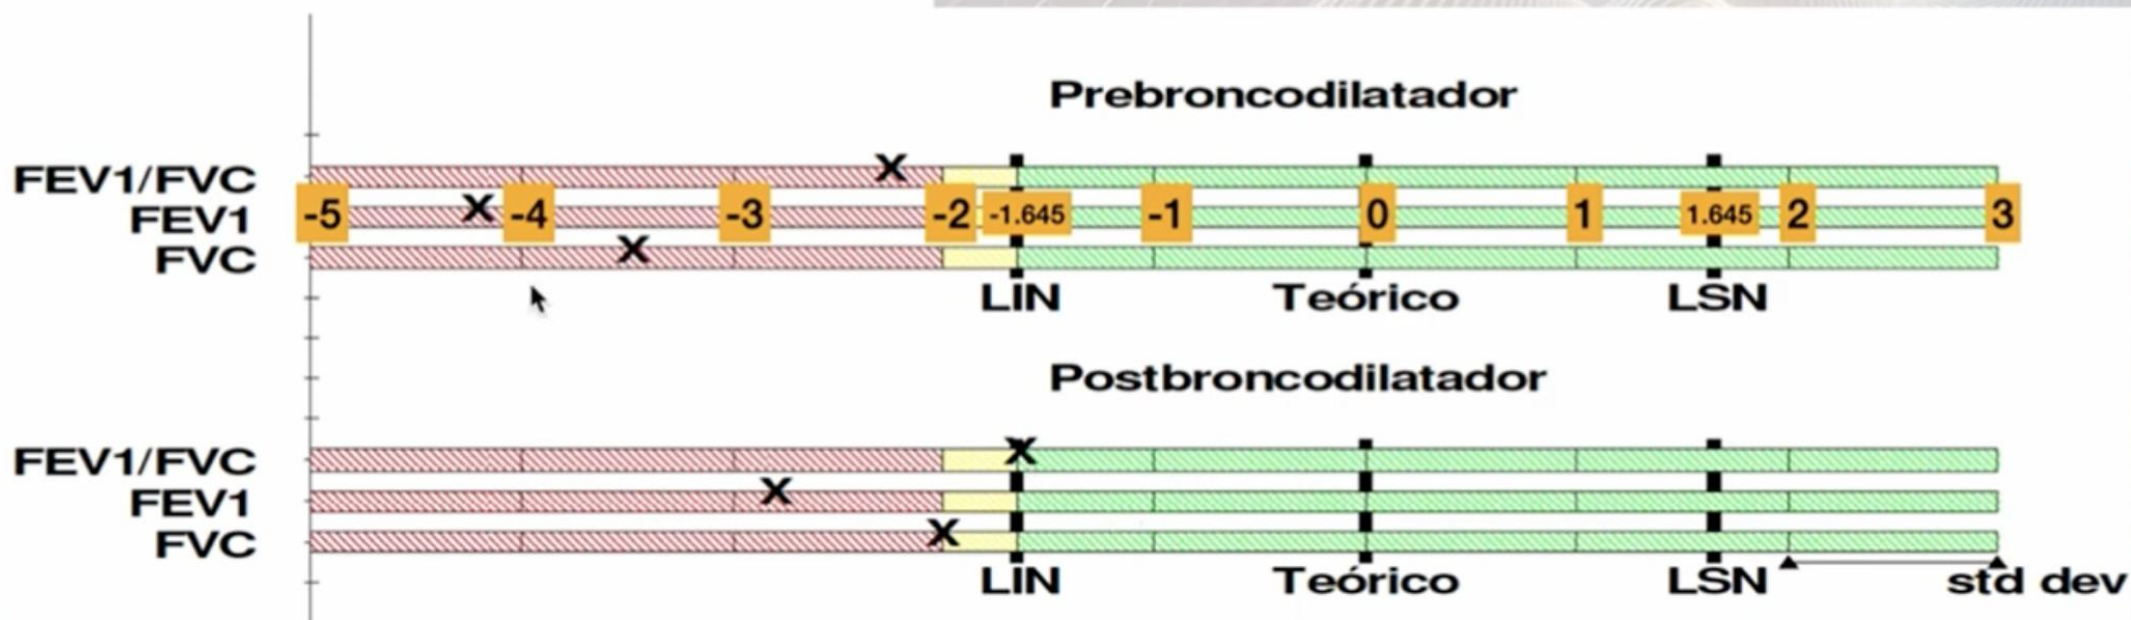 Prebroncodilatador
FEV1/FVC
-5 -4 -3 -2 -1.645 -1 0 1 1.645 2 3
FEV1
FVC
LIN Teórico LSN
Postbroncodilatador
FEV1/FVC
FEV1
FVC
LIN Teórico LSN std dev